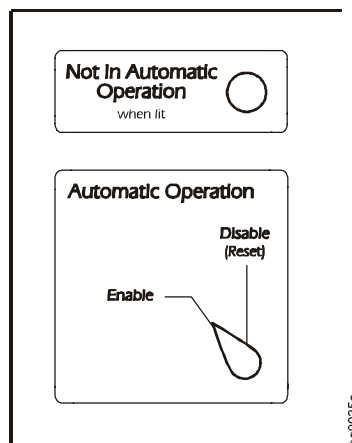 Not in Automatic
Operation
when lit
Automatic Operation
Disable
(Reset)
Enable